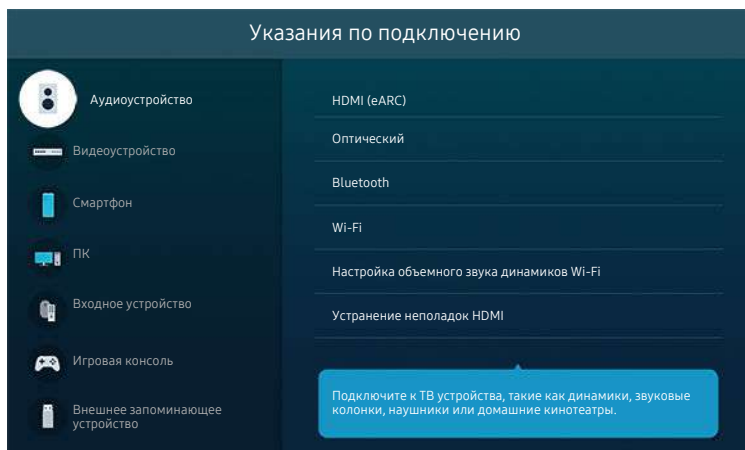 Указания по подключению
Аудиоустройство
Видеоустройство
Смартфон
ПК
Входное устройство
Игровая консоль
Внешнее запоминающее
устройство
HDMI (eARC)
Оптический
Bluetooth
Wi-Fi
Настройка объемного звука динамиков Wi-Fi
Устранение неполадок HDMI
Подключите к ТВ устройства, такие как динамики, звуковые
колонки, наушники или домашние кинотеатры.